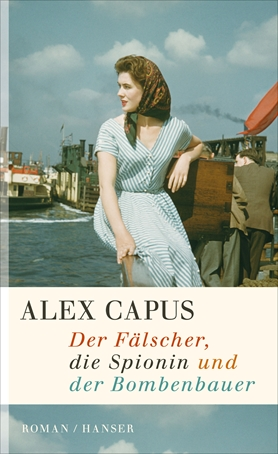 ALEX CAPUS
Der Fälscher,
die Spionin und
der Bombenbauer
ROMAN / HANSER